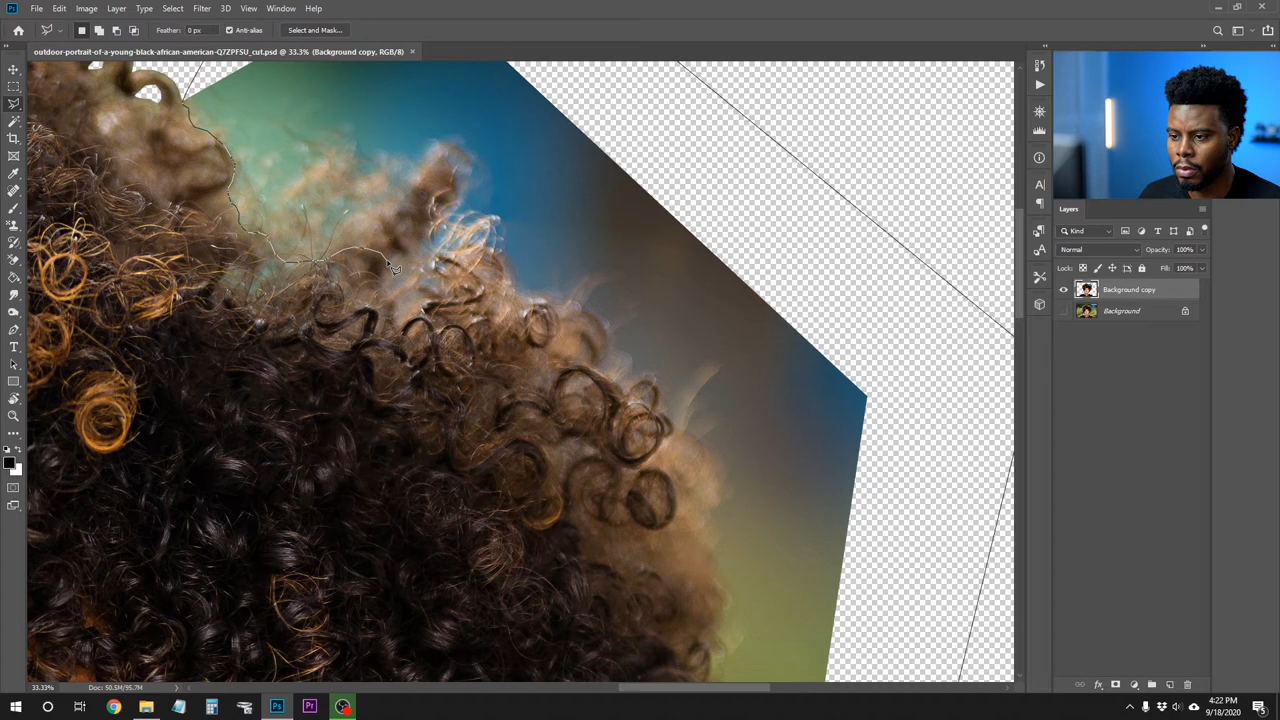 File Edit Image Layer Type Select Filter 3D View Window Help
Feather: 0 px Anti-alias Select and Mask...
outdoor-portrait-of-a-young-black-african-american-Q7ZPFSU_cut.psd @ 33.3% (Background copy, RGB/8)
Layers
Kind
Normal Opacity: 100%
Lock: Fill: 100%
Background copy
Background
33.33% Doc: 50.5M/95.7M
4:22 PM
9/18/2020